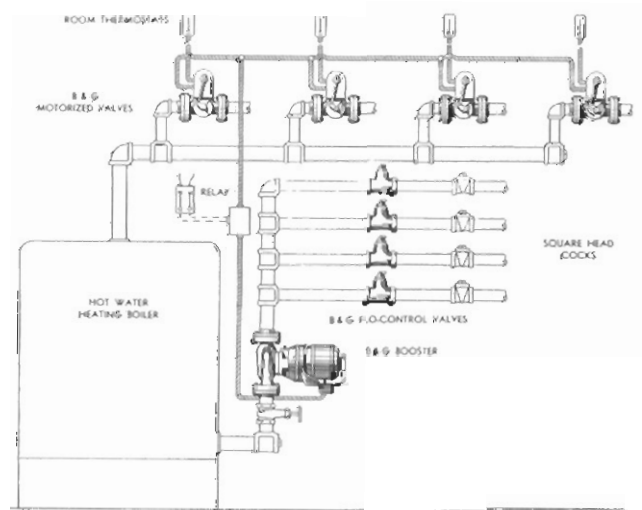 ROOM THERMOSTATS
B & G
MOTORIZED VALVES
RELAY
SQUARE HEAD
COCKS
HOT WATER
HEATING BOILER
B & G FLO-CONTROL VALVES
B & G BOOSTER